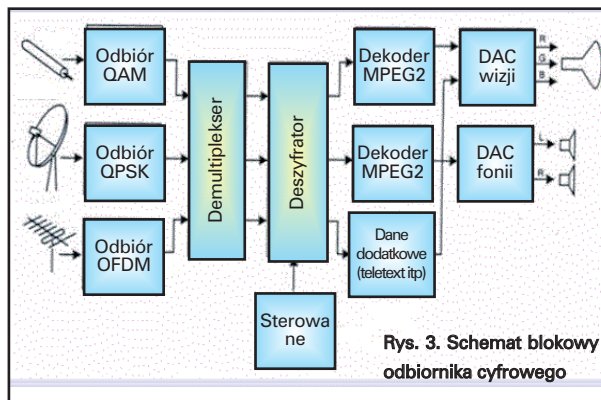 Odbiór
QAM
Odbiór
QPSK
Odbiór
OFDM
Demultiplekser
Deszyfrator
Sterowa
ne
Dekoder
MPEG2
Dekoder
MPEG2
Dane
dodatkowe
(teletext itp)
DAC
wizji
R
G
B
DAC
fonii
L
R
Rys. 3. Schemat blokowy
odbiornika cyfrowego